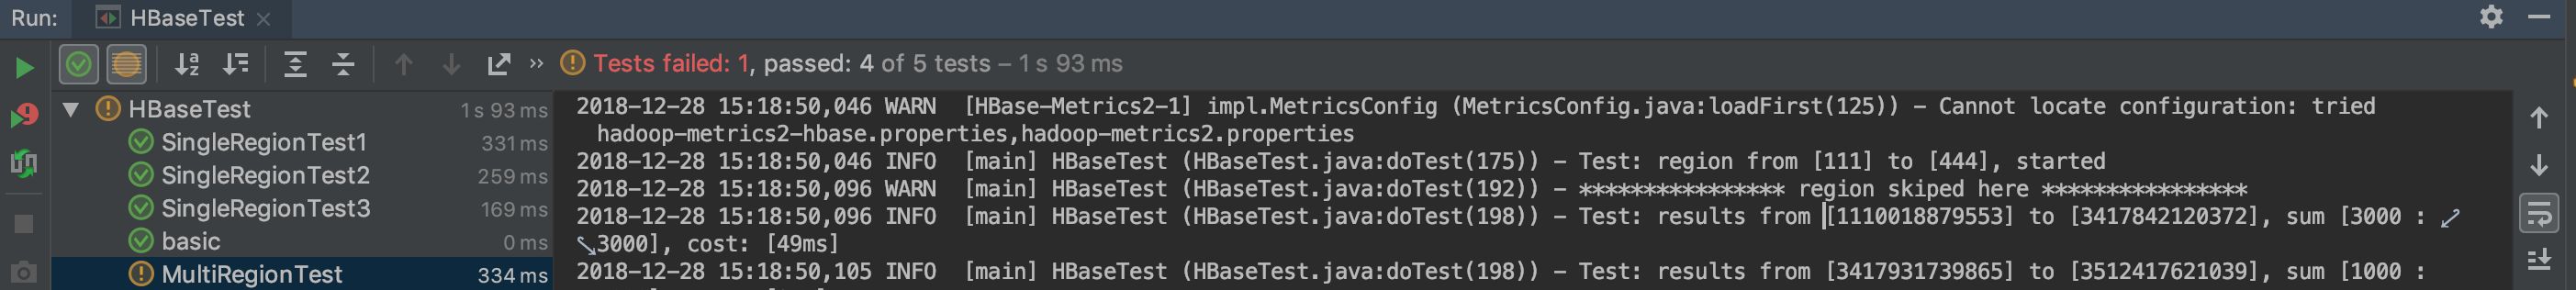 Run: HBaseTest
Tests failed: 1, passed: 4 of 5 tests – 1 s 93 ms
HBaseTest 1 s 93 ms
SingleRegionTest1 331 ms
SingleRegionTest2 259 ms
SingleRegionTest3 169 ms
basic 0 ms
MultiRegionTest 334 ms
2018-12-28 15:18:50,046 WARN [HBase-Metrics2-1] impl.MetricsConfig (MetricsConfig.java:loadFirst(125)) - Cannot locate configuration: tried
hadoop-metrics2-hbase.properties,hadoop-metrics2.properties
2018-12-28 15:18:50,046 INFO [main] HBaseTest (HBaseTest.java:doTest(175)) - Test: region from [111] to [444], started
2018-12-28 15:18:50,096 WARN [main] HBaseTest (HBaseTest.java:doTest(192)) - **************** region skiped here ****************
2018-12-28 15:18:50,096 INFO [main] HBaseTest (HBaseTest.java:doTest(198)) - Test: results from [1110018879553] to [3417842120372], sum [3000 :
3000], cost: [49ms]
2018-12-28 15:18:50,105 INFO [main] HBaseTest (HBaseTest.java:doTest(198)) - Test: results from [3417931739865] to [3512417621039], sum [1000 :